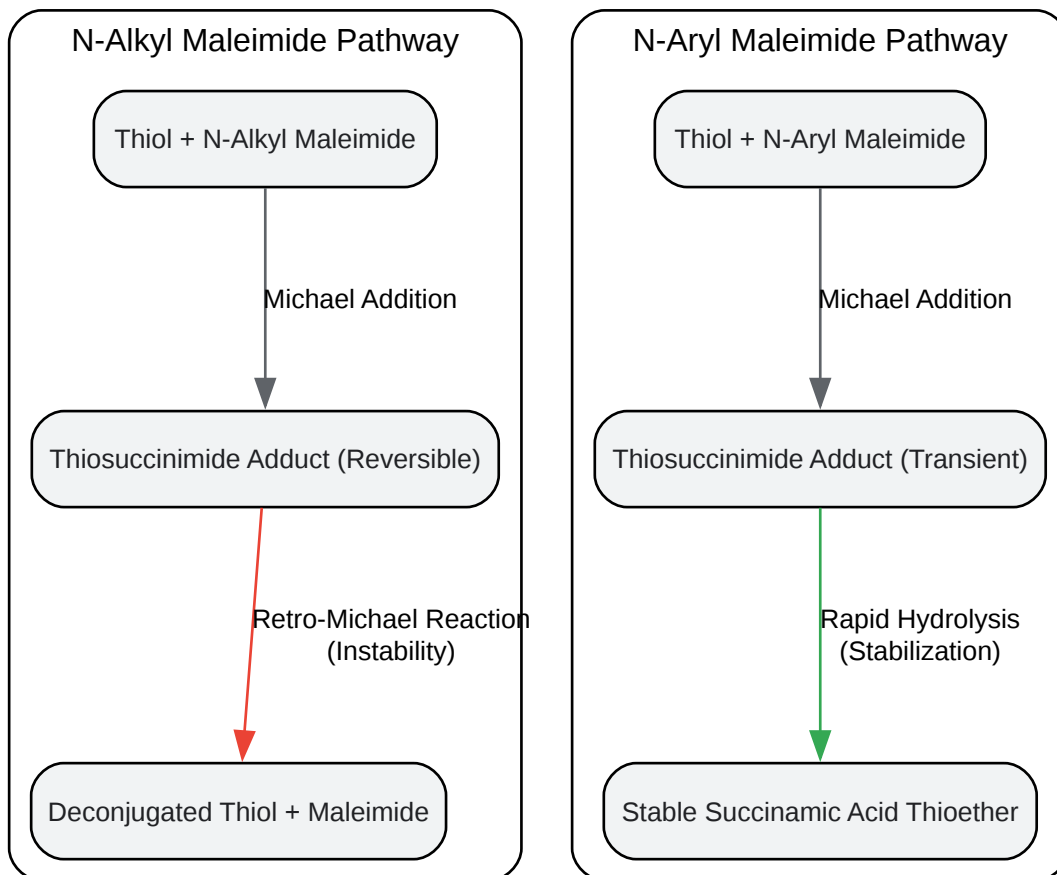 N-Alkyl Maleimide Pathway
Thiol + N-Alkyl Maleimide
Michael Addition
Thiosuccinimide Adduct (Reversible)
Retro-Michael Reaction
(Instability)
Deconjugated Thiol + Maleimide
N-Aryl Maleimide Pathway
Thiol + N-Aryl Maleimide
Michael Addition
Thiosuccinimide Adduct (Transient)
Rapid Hydrolysis
(Stabilization)
Stable Succinamic Acid Thioether